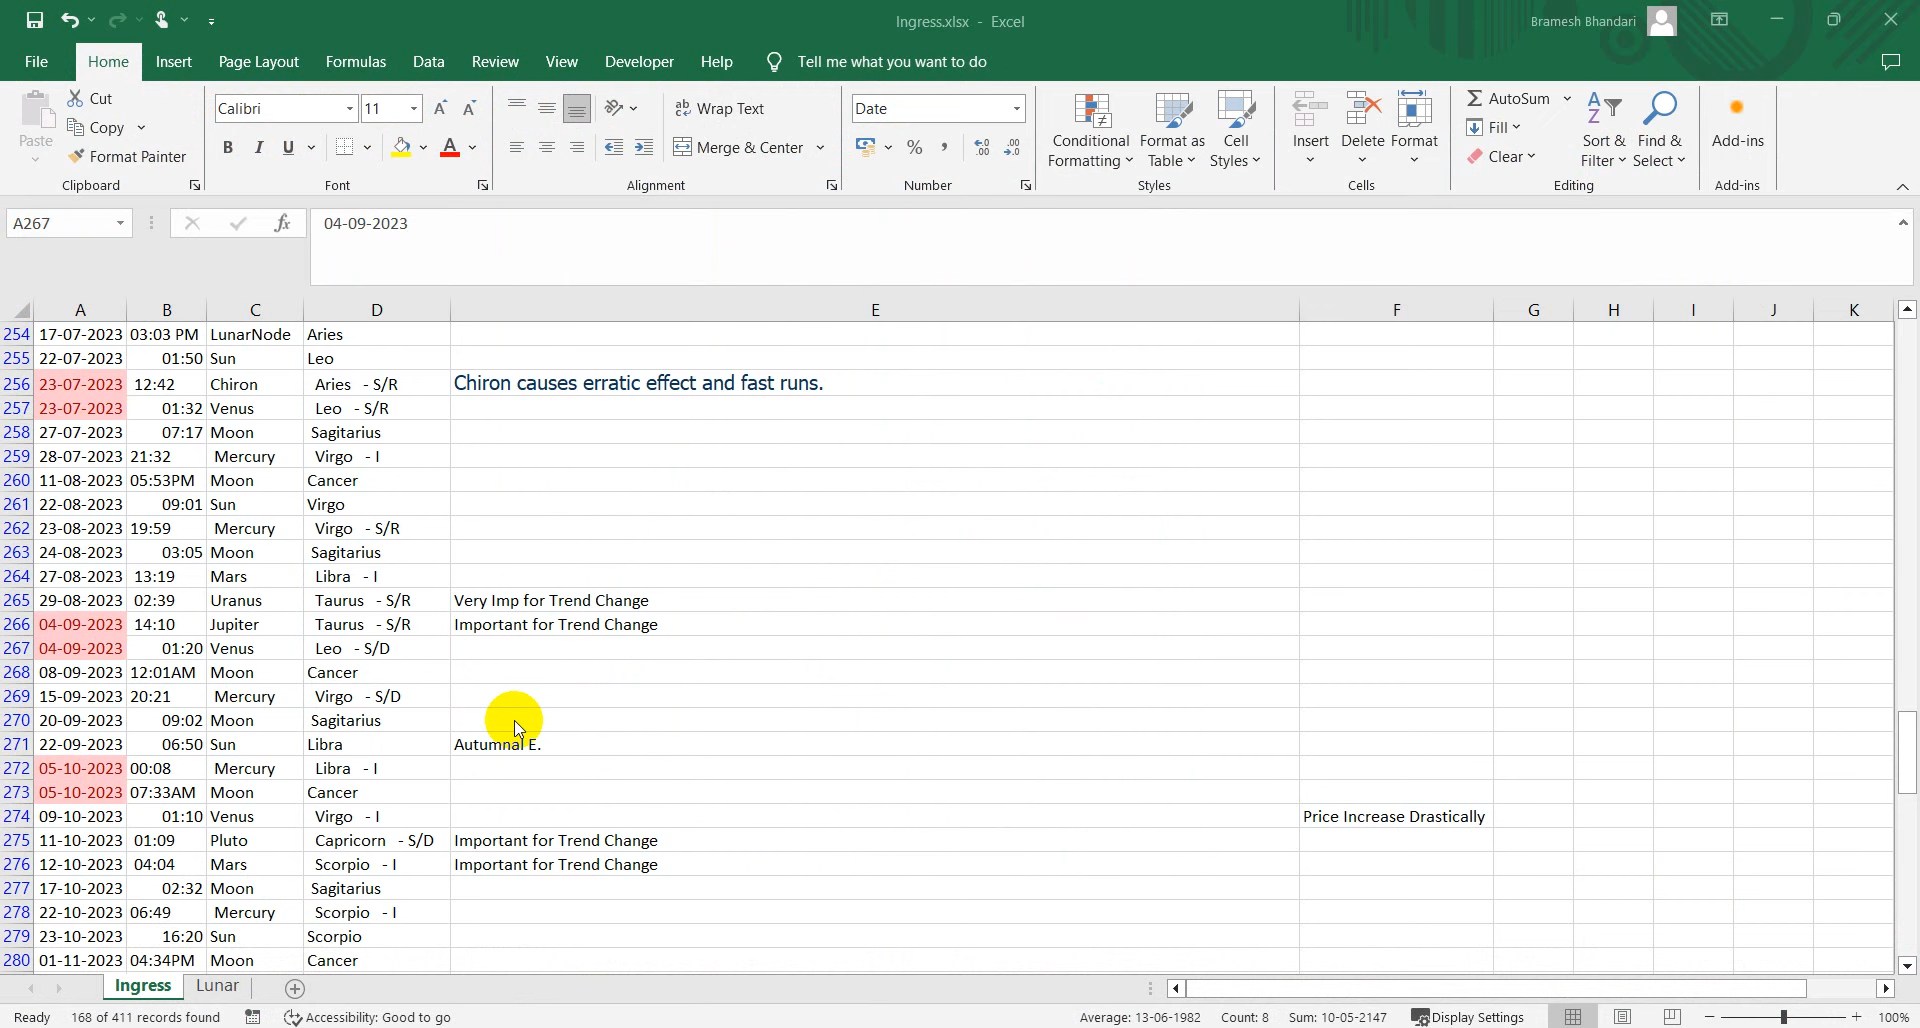 Ingress.xlsx - Excel
Bramesh Bhandari
File Home Insert Page Layout Formulas Data Review View Developer Help Tell me what you want to do
Paste
Cut
Copy
Format Painter
Clipboard
Calibri 11 A A
B I U A
Font
ab Wrap Text
Merge & Center
Alignment
Date
% ,
Number
Conditional Formatting
Format as Table
Cell Styles
Styles
Insert Delete Format
Cells
AutoSum
Fill
Clear
Sort & Filter
Find & Select
Editing
Add-ins
Add-ins
A267 fx 04-09-2023
A B C D E F G H I J K
254 17-07-2023 03:03 PM LunarNode Aries
255 22-07-2023 01:50 Sun Leo
256 23-07-2023 12:42 Chiron Aries - S/R Chiron causes erratic effect and fast runs.
257 23-07-2023 01:32 Venus Leo - S/R
258 27-07-2023 07:17 Moon Sagitarius
259 28-07-2023 21:32 Mercury Virgo - I
260 11-08-2023 05:53PM Moon Cancer
261 22-08-2023 09:01 Sun Virgo
262 23-08-2023 19:59 Mercury Virgo - S/R
263 24-08-2023 03:05 Moon Sagitarius
264 27-08-2023 13:19 Mars Libra - I
265 29-08-2023 02:39 Uranus Taurus - S/R Very Imp for Trend Change
266 04-09-2023 14:10 Jupiter Taurus - S/R Important for Trend Change
267 04-09-2023 01:20 Venus Leo - S/D
268 08-09-2023 12:01AM Moon Cancer
269 15-09-2023 20:21 Mercury Virgo - S/D
270 20-09-2023 09:02 Moon Sagitarius
271 22-09-2023 06:50 Sun Libra Autumnal E.
272 05-10-2023 00:08 Mercury Libra - I
273 05-10-2023 07:33AM Moon Cancer
274 09-10-2023 01:10 Venus Virgo - I Price Increase Drastically
275 11-10-2023 01:09 Pluto Capricorn - S/D Important for Trend Change
276 12-10-2023 04:04 Mars Scorpio - I Important for Trend Change
277 17-10-2023 02:32 Moon Sagitarius
278 22-10-2023 06:49 Mercury Scorpio - I
279 23-10-2023 16:20 Sun Scorpio
280 01-11-2023 04:34PM Moon Cancer
Ingress Lunar
Ready 168 of 411 records found Accessibility: Good to go Average: 13-06-1982 Count: 8 Sum: 10-05-2147 Display Settings 100%